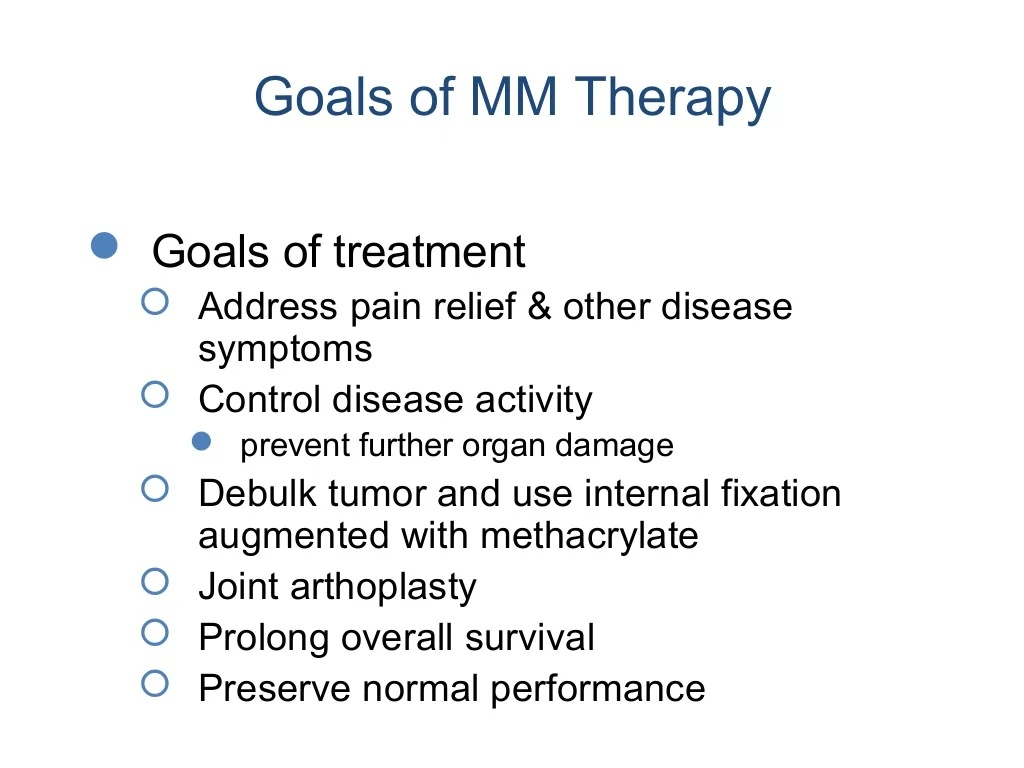 Goals of MM Therapy
Goals of treatment
Address pain relief & other disease
symptoms
Control disease activity
prevent further organ damage
Debulk tumor and use internal fixation
augmented with methacrylate
Joint arthoplasty
Prolong overall survival
Preserve normal performance